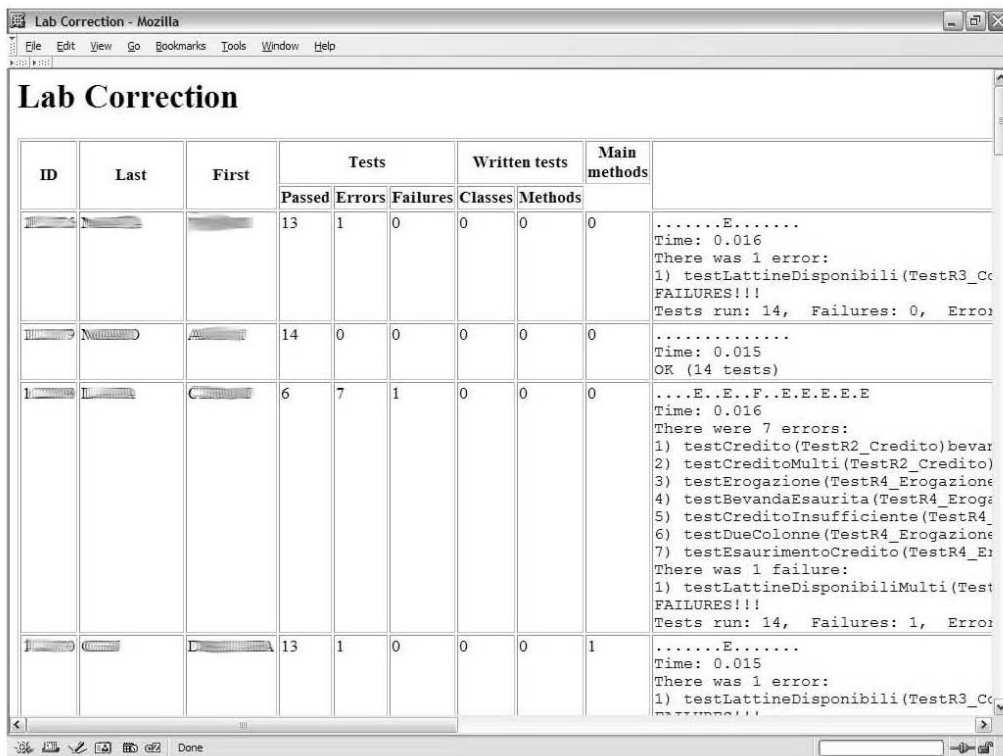 Lab Correction - Mozilla
File Edit View Go Bookmarks Tools Window Help
Lab Correction
ID Last First Tests Written tests Main methods
Passed Errors Failures Classes Methods
13 1 0 0 0 0
.......E.......
Time: 0.016
There was 1 error:
1) testLattineDisponibili(TestR3_Co
FAILURES!!!
Tests run: 14, Failures: 0, Error
14 0 0 0 0 0
..............
Time: 0.015
OK (14 tests)
6 7 1 0 0 0
....E..E..F..E.E.E.E.E
Time: 0.016
There were 7 errors:
1) testCredito(TestR2_Credito)bevan
2) testCreditoMulti(TestR2_Credito)
3) testErogazione(TestR4_Erogazione
4) testBevandaEsaurita(TestR4_Eroga
5) testCreditoInsufficiente(TestR4_
6) testDueColonne(TestR4_Erogazione
7) testEsaurimentoCredito(TestR4_Er
There was 1 failure:
1) testLattineDisponibiliMulti(Test
FAILURES!!!
Tests run: 14, Failures: 1, Error
13 1 0 0 0 1
.......E.......
Time: 0.015
There was 1 error:
1) testLattineDisponibili(TestR3_Co
Done